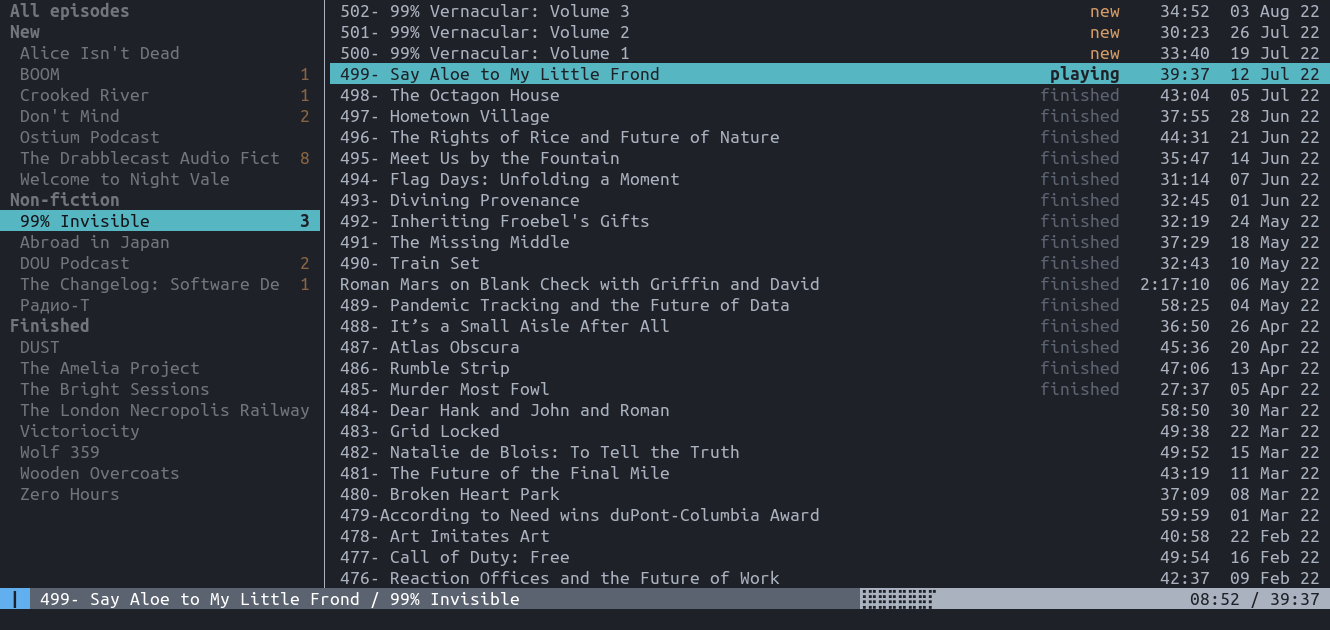 All episodes
New
Alice Isn't Dead
BOOM 1
Crooked River 1
Don't Mind 2
Ostium Podcast
The Drabblecast Audio Fict 8
Welcome to Night Vale
Non-fiction
99% Invisible 3
Abroad in Japan
DOU Podcast 2
The Changelog: Software De 1
Радио-Т
Finished
DUST
The Amelia Project
The Bright Sessions
The London Necropolis Railway
Victoriocity
Wolf 359
Wooden Overcoats
Zero Hours
502- 99% Vernacular: Volume 3 new 34:52 03 Aug 22
501- 99% Vernacular: Volume 2 new 30:23 26 Jul 22
500- 99% Vernacular: Volume 1 new 33:40 19 Jul 22
499- Say Aloe to My Little Frond playing 39:37 12 Jul 22
498- The Octagon House finished 43:04 05 Jul 22
497- Hometown Village finished 37:55 28 Jun 22
496- The Rights of Rice and Future of Nature finished 44:31 21 Jun 22
495- Meet Us by the Fountain finished 35:47 14 Jun 22
494- Flag Days: Unfolding a Moment finished 31:14 07 Jun 22
493- Divining Provenance finished 32:45 01 Jun 22
492- Inheriting Froebel's Gifts finished 32:19 24 May 22
491- The Missing Middle finished 37:29 18 May 22
490- Train Set finished 32:43 10 May 22
Roman Mars on Blank Check with Griffin and David finished 2:17:10 06 May 22
489- Pandemic Tracking and the Future of Data finished 58:25 04 May 22
488- It’s a Small Aisle After All finished 36:50 26 Apr 22
487- Atlas Obscura finished 45:36 20 Apr 22
486- Rumble Strip finished 47:06 13 Apr 22
485- Murder Most Fowl finished 27:37 05 Apr 22
484- Dear Hank and John and Roman 58:50 30 Mar 22
483- Grid Locked 49:38 22 Mar 22
482- Natalie de Blois: To Tell the Truth 49:52 15 Mar 22
481- The Future of the Final Mile 43:19 11 Mar 22
480- Broken Heart Park 37:09 08 Mar 22
479-According to Need wins duPont-Columbia Award 59:59 01 Mar 22
478- Art Imitates Art 40:58 22 Feb 22
477- Call of Duty: Free 49:54 16 Feb 22
476- Reaction Offices and the Future of Work 42:37 09 Feb 22
| 499- Say Aloe to My Little Frond / 99% Invisible 08:52 / 39:37